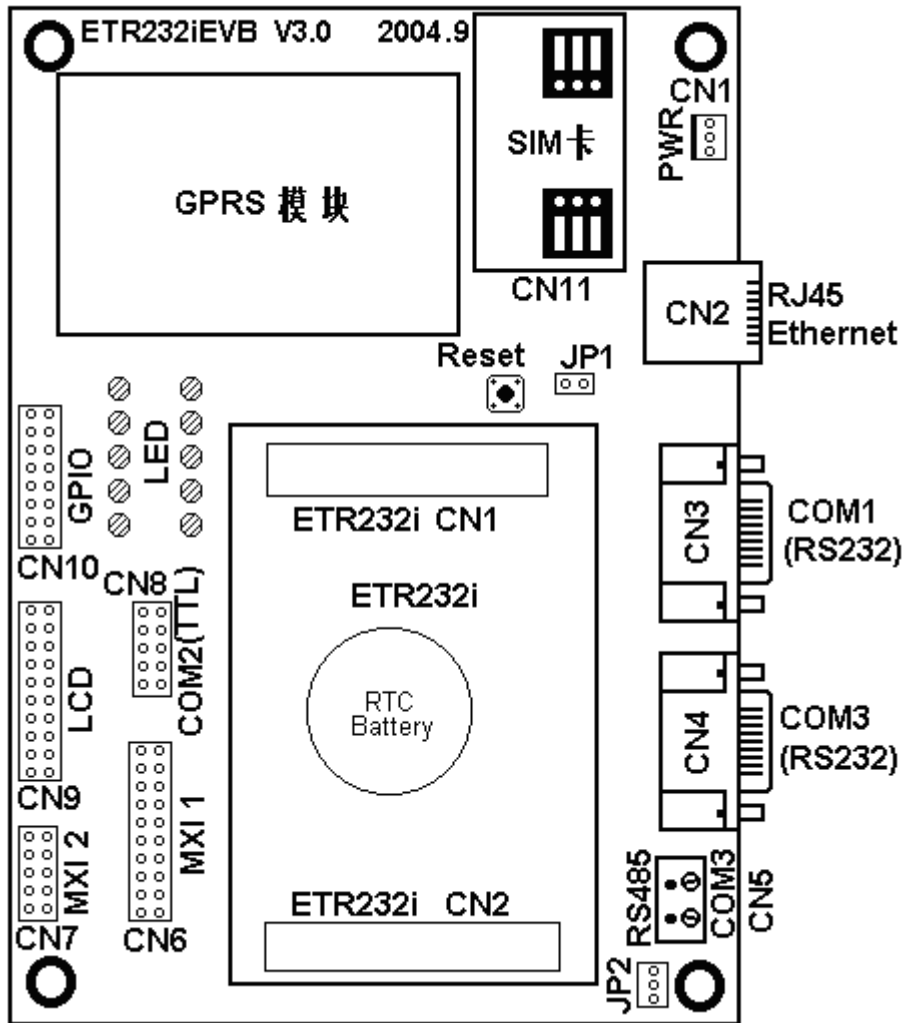 ETR232iEVB V3.0 2004.9
CN1
PWR
SIM卡
GPRS 模块
CN11
CN2
RJ45
Ethernet
Reset
JP1
GPIO
LED
CN10
ETR232i CN1
CN3
COM1
(RS232)
CN8
COM2(TTL)
ETR232i
LCD
CN9
RTC
Battery
CN4
COM3
(RS232)
MXI 1
MXI 2
CN7
CN6
ETR232i CN2
RS485
COM3
CN5
JP2